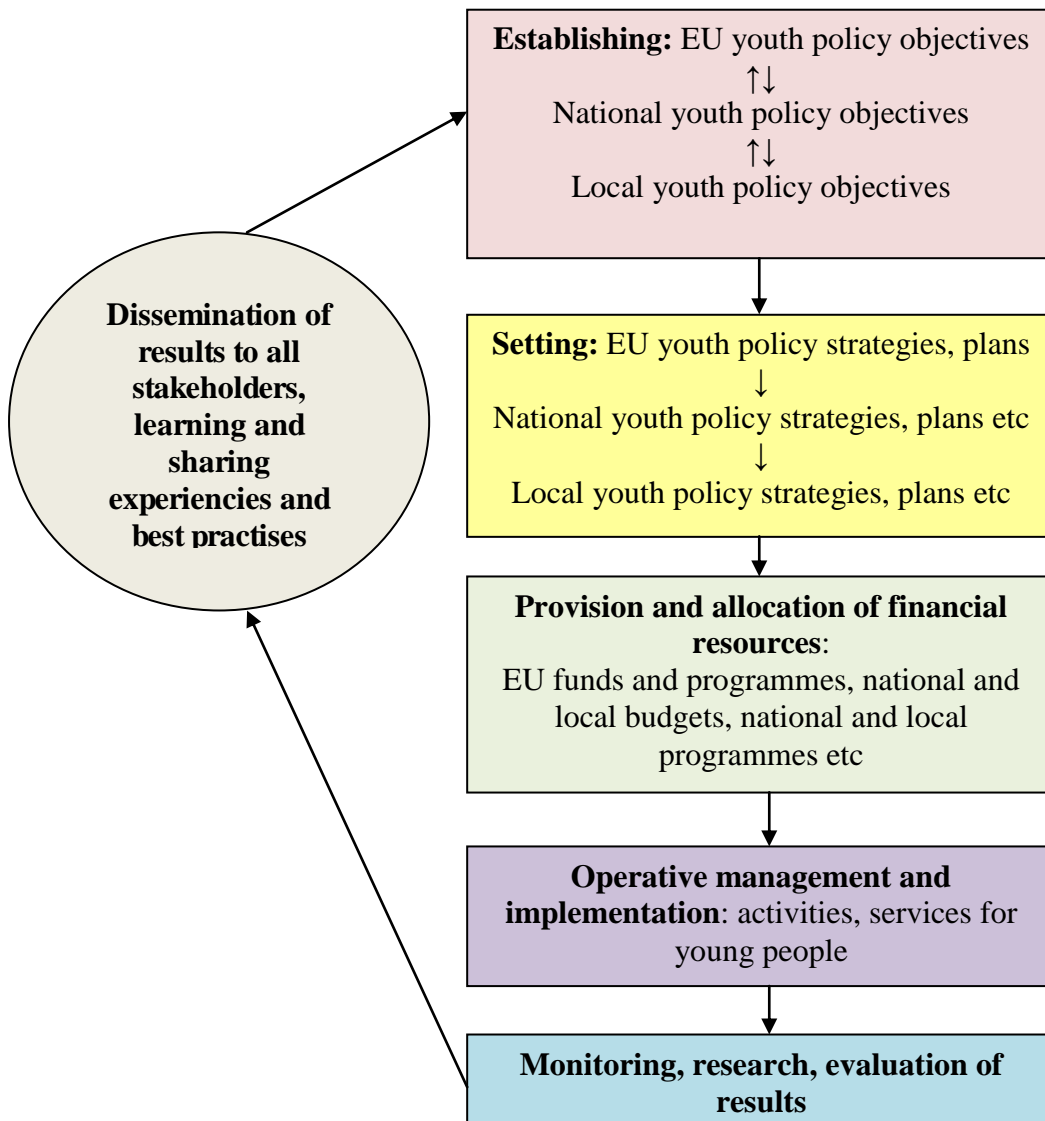 Establishing: EU youth policy objectives
↑↓
National youth policy objectives
↑↓
Local youth policy objectives
Dissemination of
results to all
stakeholders,
learning and
sharing
experiencies and
best practises
Setting: EU youth policy strategies, plans
↓
National youth policy strategies, plans etc
↓
Local youth policy strategies, plans etc
Provision and allocation of financial
resources:
EU funds and programmes, national and
local budgets, national and local
programmes etc
Operative management and
implementation: activities, services for
young people
Monitoring, research, evaluation of
results